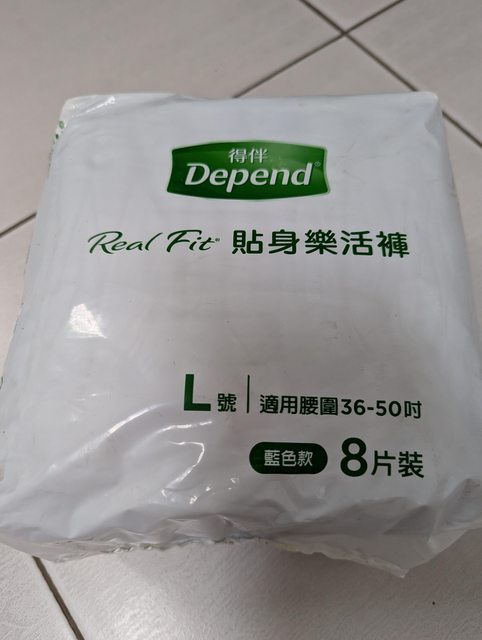 得伴
Depend®
Real Fit® 貼身樂活褲
L號 | 適用腰圍36-50吋
藍色款 8片裝